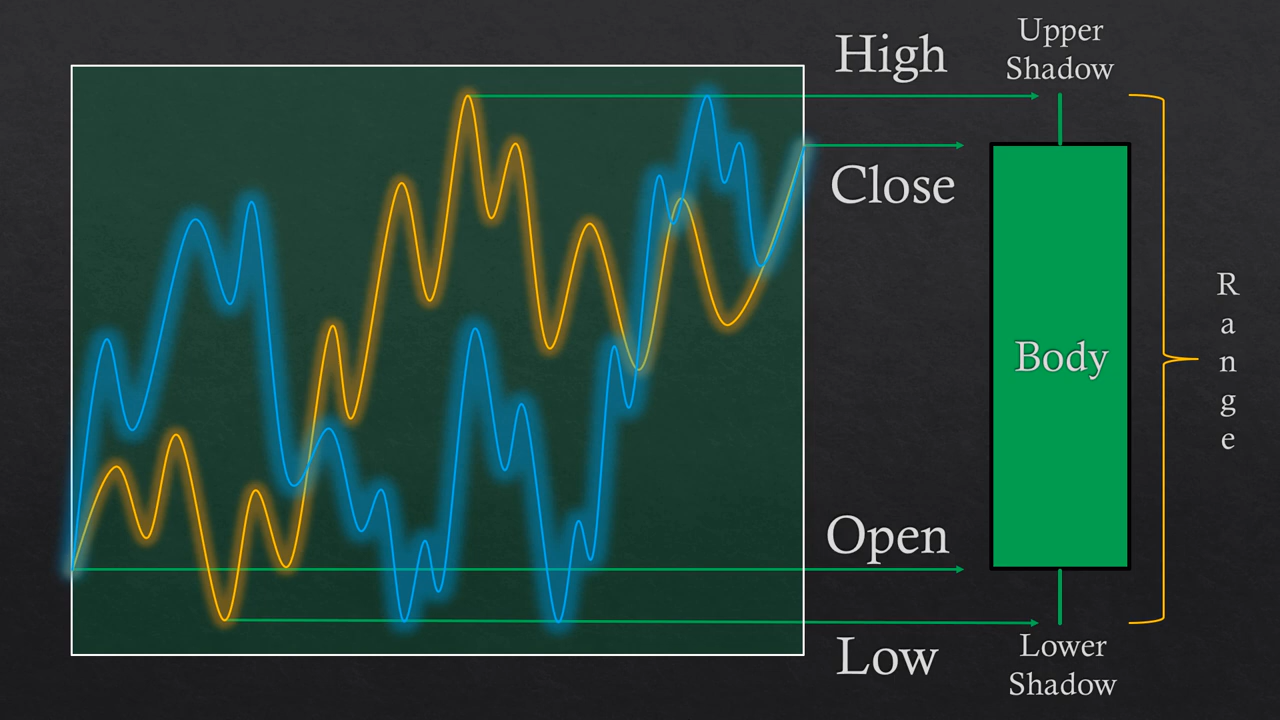 High
Upper
Shadow
Close
Body
R
a
n
g
e
Open
Low
Lower
Shadow